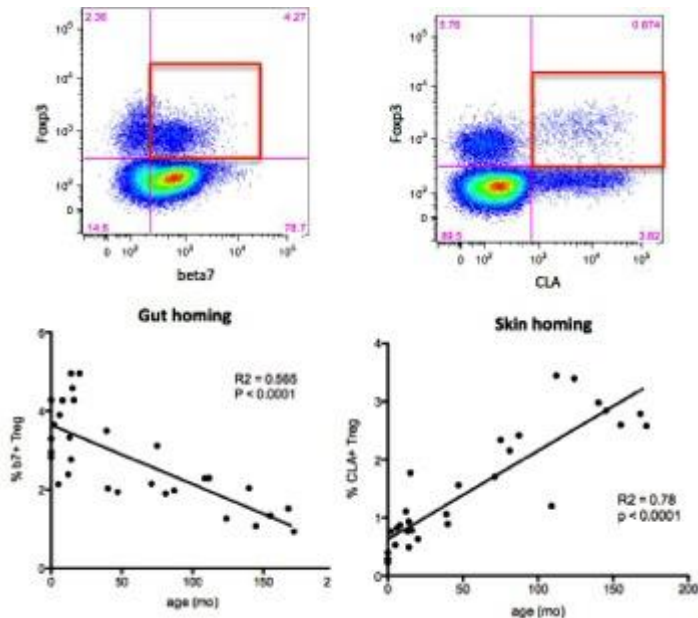 2.36 4.27
Foxp3
10⁵
10⁴
10³
10²
0
14.5 78.7
0 10² 10³ 10⁴ 10⁵
beta7
5.76 0.874
Foxp3
10⁵
10⁴
10³
10²
0
89.5 3.82
0 10² 10³ 10⁴ 10⁵
CLA
Gut homing
% b7+ Treg
6
4
2
0
R2 = 0.565
P < 0.0001
0 50 100 150 2
age (mo)
Skin homing
% CLA+ Treg
4
3
2
1
0
R2 = 0.78
p < 0.0001
0 50 100 150 200
age (mo)